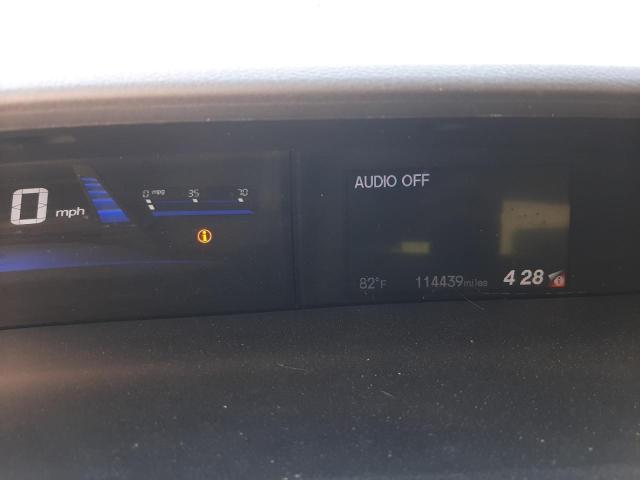 AUDIO OFF
0 mpg 35 70
0 mph
i
82°F 114439 miles 4 28